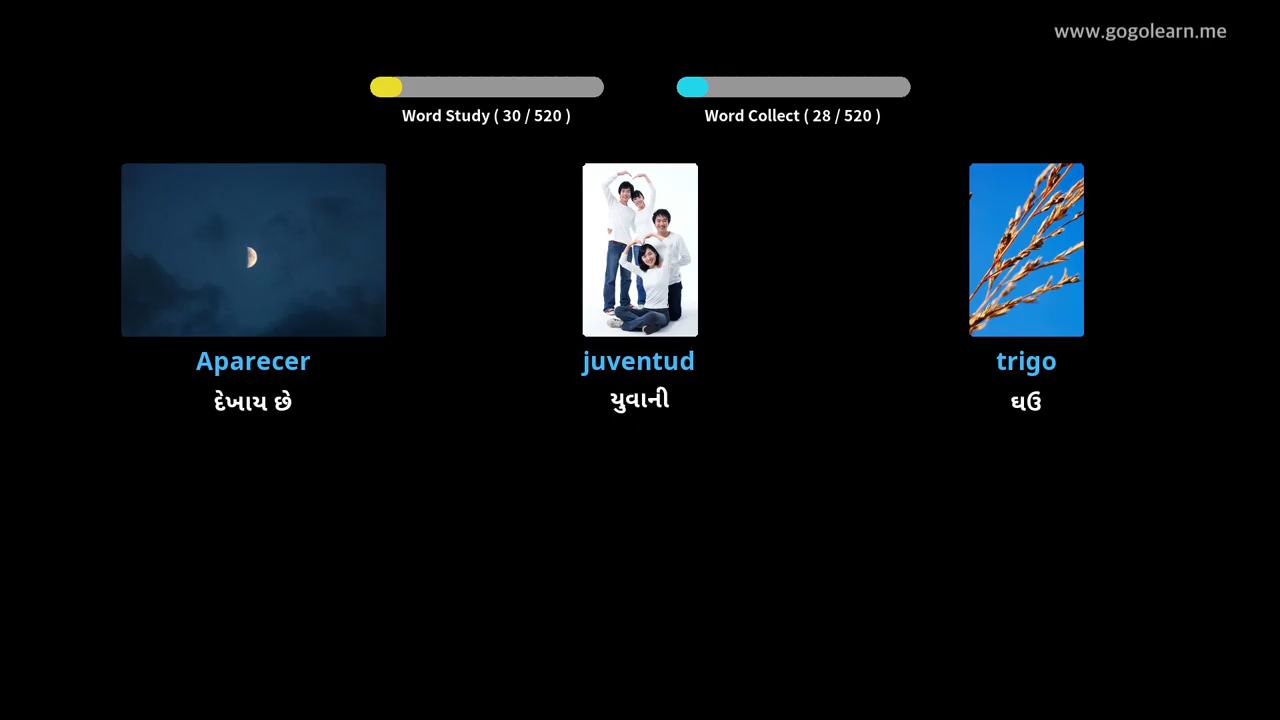 www.gogolearn.me
Word Study ( 30 / 520 )
Word Collect ( 28 / 520 )
Aparecer
દેખાય છે
juventud
યુવાની
trigo
ઘઉં